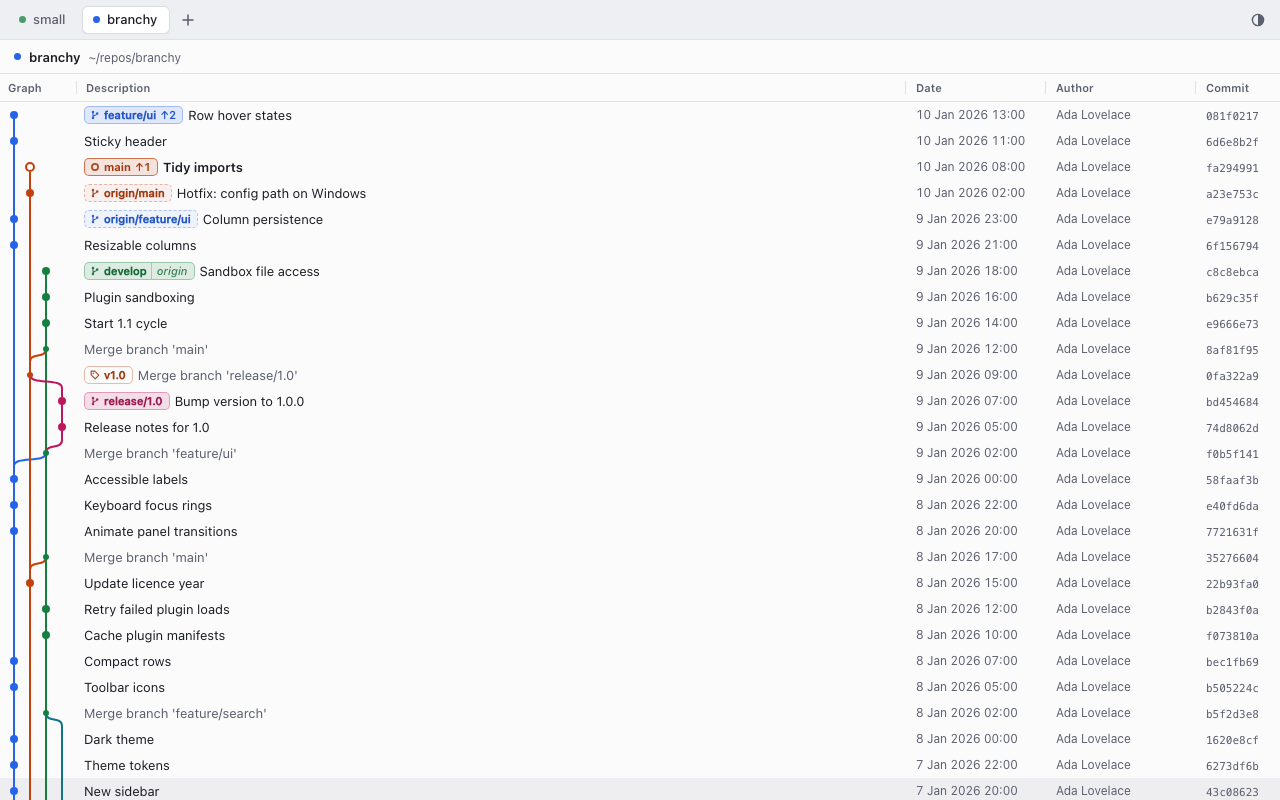 small branchy
branchy ~/repos/branchy
Graph Description Date Author Commit
feature/ui ↑2 Row hover states 10 Jan 2026 13:00 Ada Lovelace 081f0217
Sticky header 10 Jan 2026 11:00 Ada Lovelace 6d6e8b2f
main ↑1 Tidy imports 10 Jan 2026 08:00 Ada Lovelace fa294991
origin/main Hotfix: config path on Windows 10 Jan 2026 02:00 Ada Lovelace a23e753c
origin/feature/ui Column persistence 9 Jan 2026 23:00 Ada Lovelace e79a9128
Resizable columns 9 Jan 2026 21:00 Ada Lovelace 6f156794
develop origin Sandbox file access 9 Jan 2026 18:00 Ada Lovelace c8c8ebca
Plugin sandboxing 9 Jan 2026 16:00 Ada Lovelace b629c35f
Start 1.1 cycle 9 Jan 2026 14:00 Ada Lovelace e9666e73
Merge branch 'main' 9 Jan 2026 12:00 Ada Lovelace 8af81f95
v1.0 Merge branch 'release/1.0' 9 Jan 2026 09:00 Ada Lovelace 0fa322a9
release/1.0 Bump version to 1.0.0 9 Jan 2026 07:00 Ada Lovelace bd454684
Release notes for 1.0 9 Jan 2026 05:00 Ada Lovelace 74d8062d
Merge branch 'feature/ui' 9 Jan 2026 02:00 Ada Lovelace f0b5f141
Accessible labels 9 Jan 2026 00:00 Ada Lovelace 58faaf3b
Keyboard focus rings 8 Jan 2026 22:00 Ada Lovelace e40fd6da
Animate panel transitions 8 Jan 2026 20:00 Ada Lovelace 7721631f
Merge branch 'main' 8 Jan 2026 17:00 Ada Lovelace 35276604
Update licence year 8 Jan 2026 15:00 Ada Lovelace 22b93fa0
Retry failed plugin loads 8 Jan 2026 12:00 Ada Lovelace b2843f0a
Cache plugin manifests 8 Jan 2026 10:00 Ada Lovelace f073810a
Compact rows 8 Jan 2026 07:00 Ada Lovelace bec1fb69
Toolbar icons 8 Jan 2026 05:00 Ada Lovelace b505224c
Merge branch 'feature/search' 8 Jan 2026 02:00 Ada Lovelace b5f2d3e8
Dark theme 8 Jan 2026 00:00 Ada Lovelace 1620e8cf
Theme tokens 7 Jan 2026 22:00 Ada Lovelace 6273df6b
New sidebar 7 Jan 2026 20:00 Ada Lovelace 43c08623